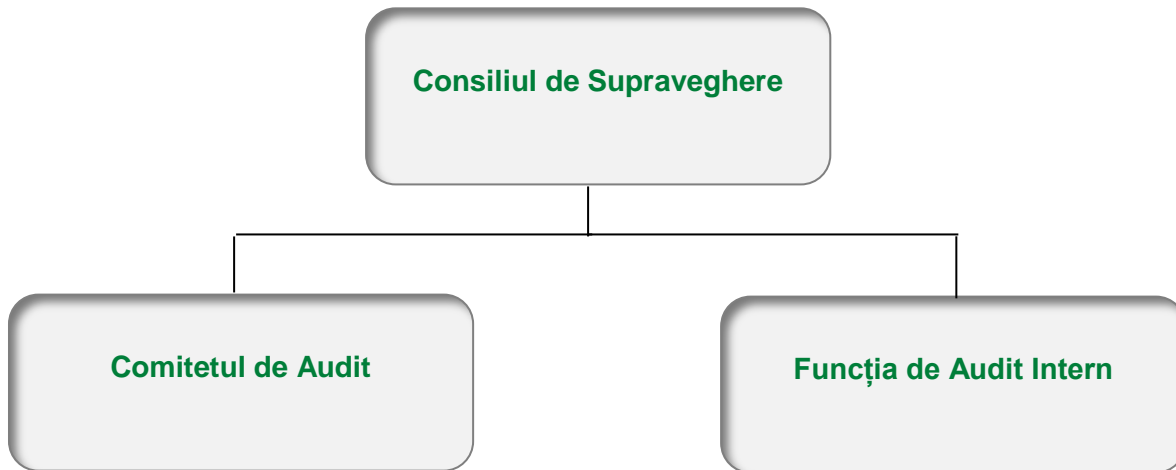 Consiliul de Supraveghere
Comitetul de Audit
Funcția de Audit Intern